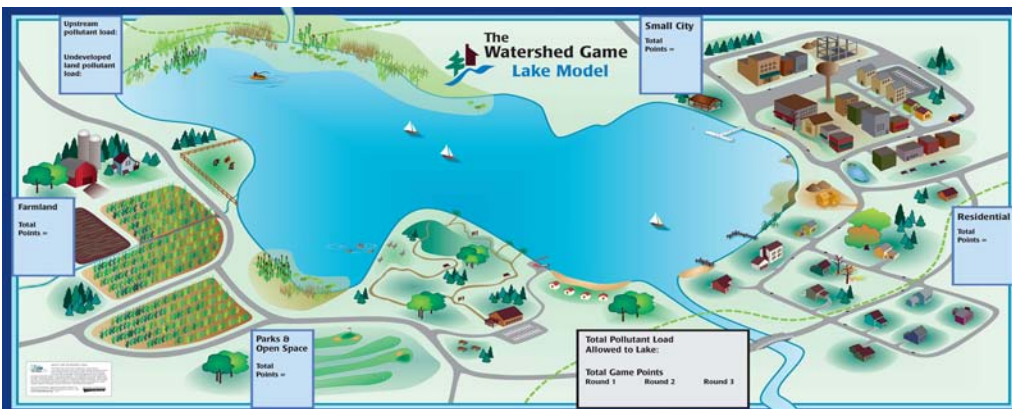 Upstream
pollutant load:
Undeveloped
land pollutant
load:
The
Watershed Game
Lake Model
Small City
Total
Points =
Farmland
Total
Points =
Residential
Total
Points =
Parks &
Open Space
Total
Points =
Total Pollutant Load
Allowed to Lake:
Total Game Points
Round 1 Round 2 Round 3